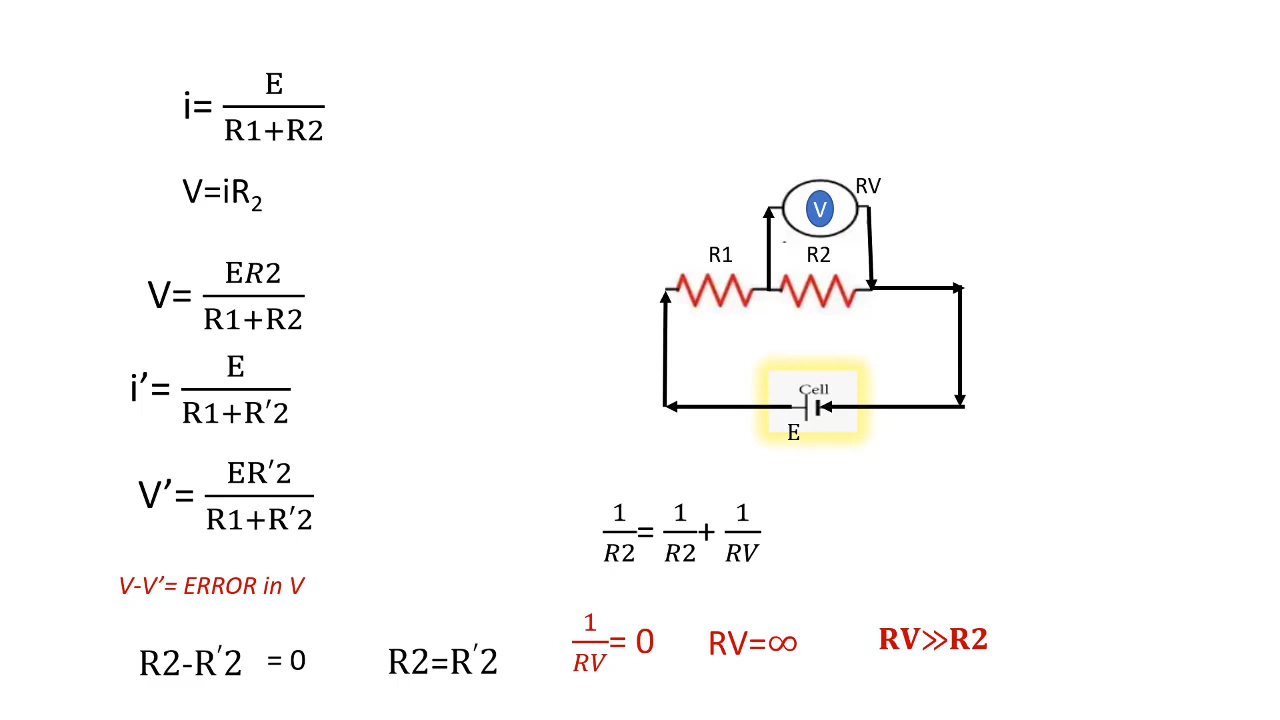 i= E/(R1+R2)
V=iR₂
V= ER2/(R1+R2)
i’= E/(R1+R′2)
V’= ER′2/(R1+R′2)
V-V’= ERROR in V
R2-R′2 = 0
R2=R′2
RV
V
R1
R2
Cell
E
1/R2 = 1/R2 + 1/RV
1/RV = 0
RV=∞
RV≫R2